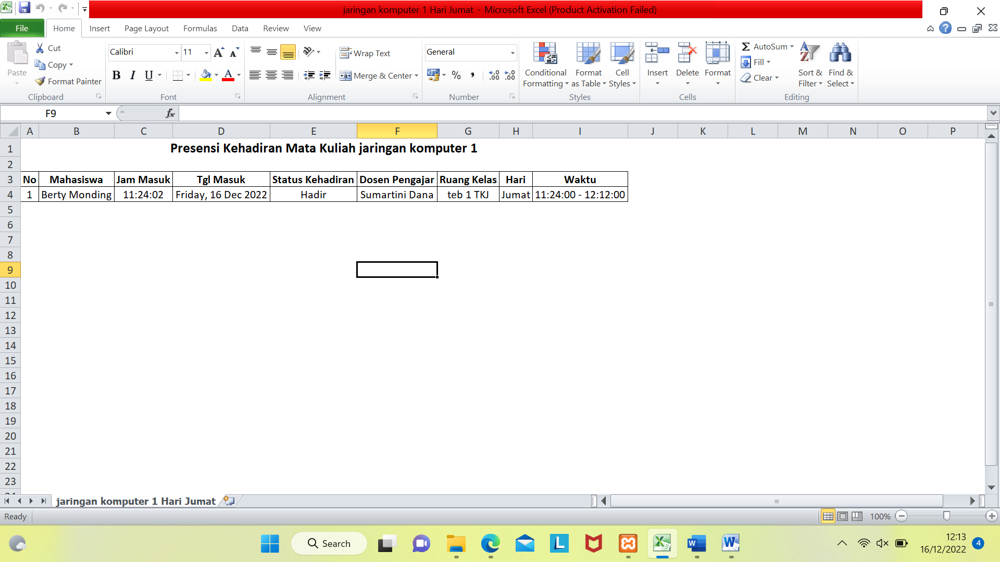 jaringan komputer 1 Hari Jumat - Microsoft Excel (Product Activation Failed)
File Home Insert Page Layout Formulas Data Review View
Paste
Cut
Copy
Format Painter
Clipboard
Calibri 11
B I U
Font
Wrap Text
Merge & Center
Alignment
General
%
Number
Conditional Formatting
Format as Table
Cell Styles
Styles
Insert
Delete
Format
Cells
AutoSum
Fill
Clear
Sort & Filter
Find & Select
Editing
F9
fx
A B C D E F G H I J K L M N O P
1 Presensi Kehadiran Mata Kuliah jaringan komputer 1
2
3 No Mahasiswa Jam Masuk Tgl Masuk Status Kehadiran Dosen Pengajar Ruang Kelas Hari Waktu
4 1 Berty Monding 11:24:02 Friday, 16 Dec 2022 Hadir Sumartini Dana teb 1 TKJ Jumat 11:24:00 - 12:12:00
5
6
7
8
9
10
11
12
13
14
15
16
17
18
19
20
21
22
23
jaringan komputer 1 Hari Jumat
Ready
100%
Search
12:13
16/12/2022
4